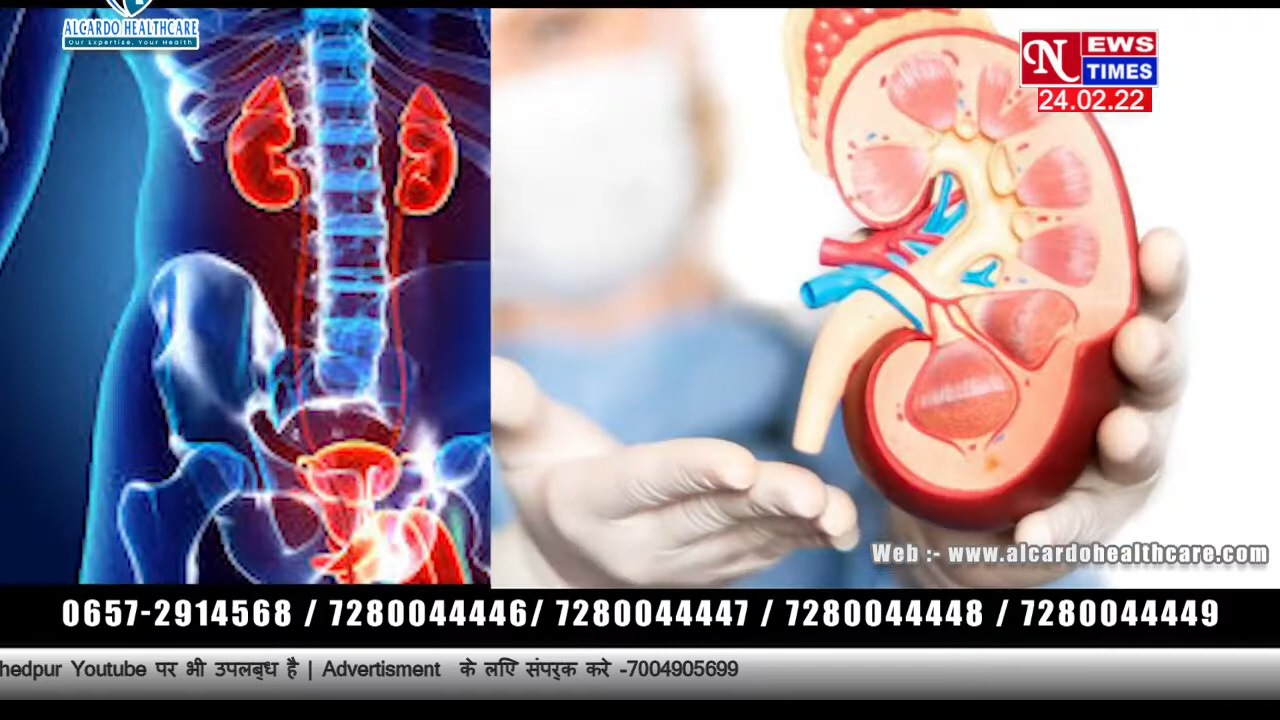 ALCARDO HEALTHCARE
Our Expertise, Your Health
NEWS
TIMES
24.02.22
Web :- www.alcardohealthcare.com
0657-2914568 / 7280044446/ 7280044447 / 7280044448 / 7280044449
hedpur Youtube पर भी उपलब्ध है | Advertisment के लिए संपर्क करे -7004905699